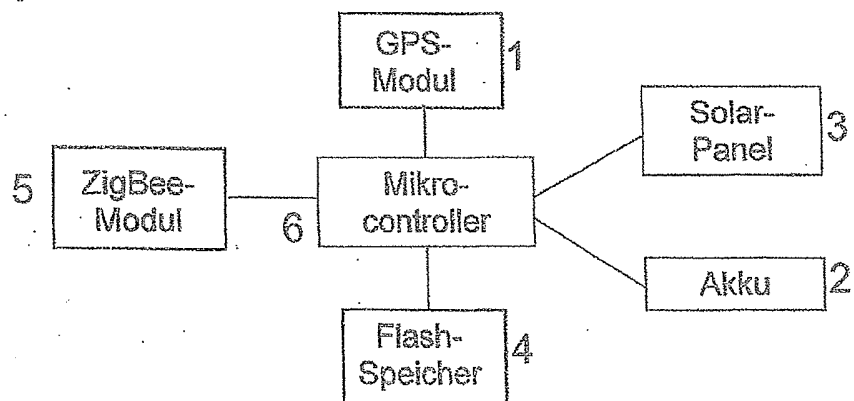 GPS-
Modul
1
Solar-
Panel
3
5
ZigBee-
Modul
6
Mikro-
controller
Akku
2
Flash-
Speicher
4